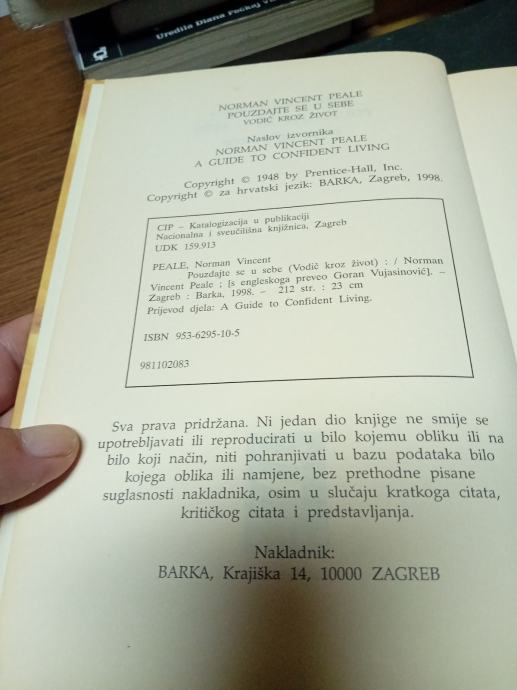 Uredila Diana Pečkaj
NORMAN VINCENT PEALE
POUZDAJTE SE U SEBE
VODIČ KROZ ŽIVOT
Naslov izvornika
NORMAN VINCENT PEALE
A GUIDE TO CONFIDENT LIVING
Copyright © 1948 by Prentice-Hall, Inc.
Copyright © za hrvatski jezik: BARKA, Zagreb, 1998.
CIP – Katalogizacija u publikaciji
Nacionalna i sveučilišna knjižnica, Zagreb
UDK 159.913
PEALE, Norman Vincent
Pouzdajte se u sebe (Vodič kroz život) : / Norman
Vincent Peale ; [s engleskoga preveo Goran Vujasinović]. –
Zagreb : Barka, 1998. – 212 str. : 23 cm
Prijevod djela: A Guide to Confident Living.
ISBN 953-6295-10-5
981102083
Sva prava pridržana. Ni jedan dio knjige ne smije se
upotrebljavati ili reproducirati u bilo kojemu obliku ili na
bilo koji način, niti pohranjivati u bazu podataka bilo
kojega oblika ili namjene, bez prethodne pisane
suglasnosti nakladnika, osim u slučaju kratkoga citata,
kritičkog citata i predstavljanja.
Nakladnik:
BARKA, Krajiška 14, 10000 ZAGREB